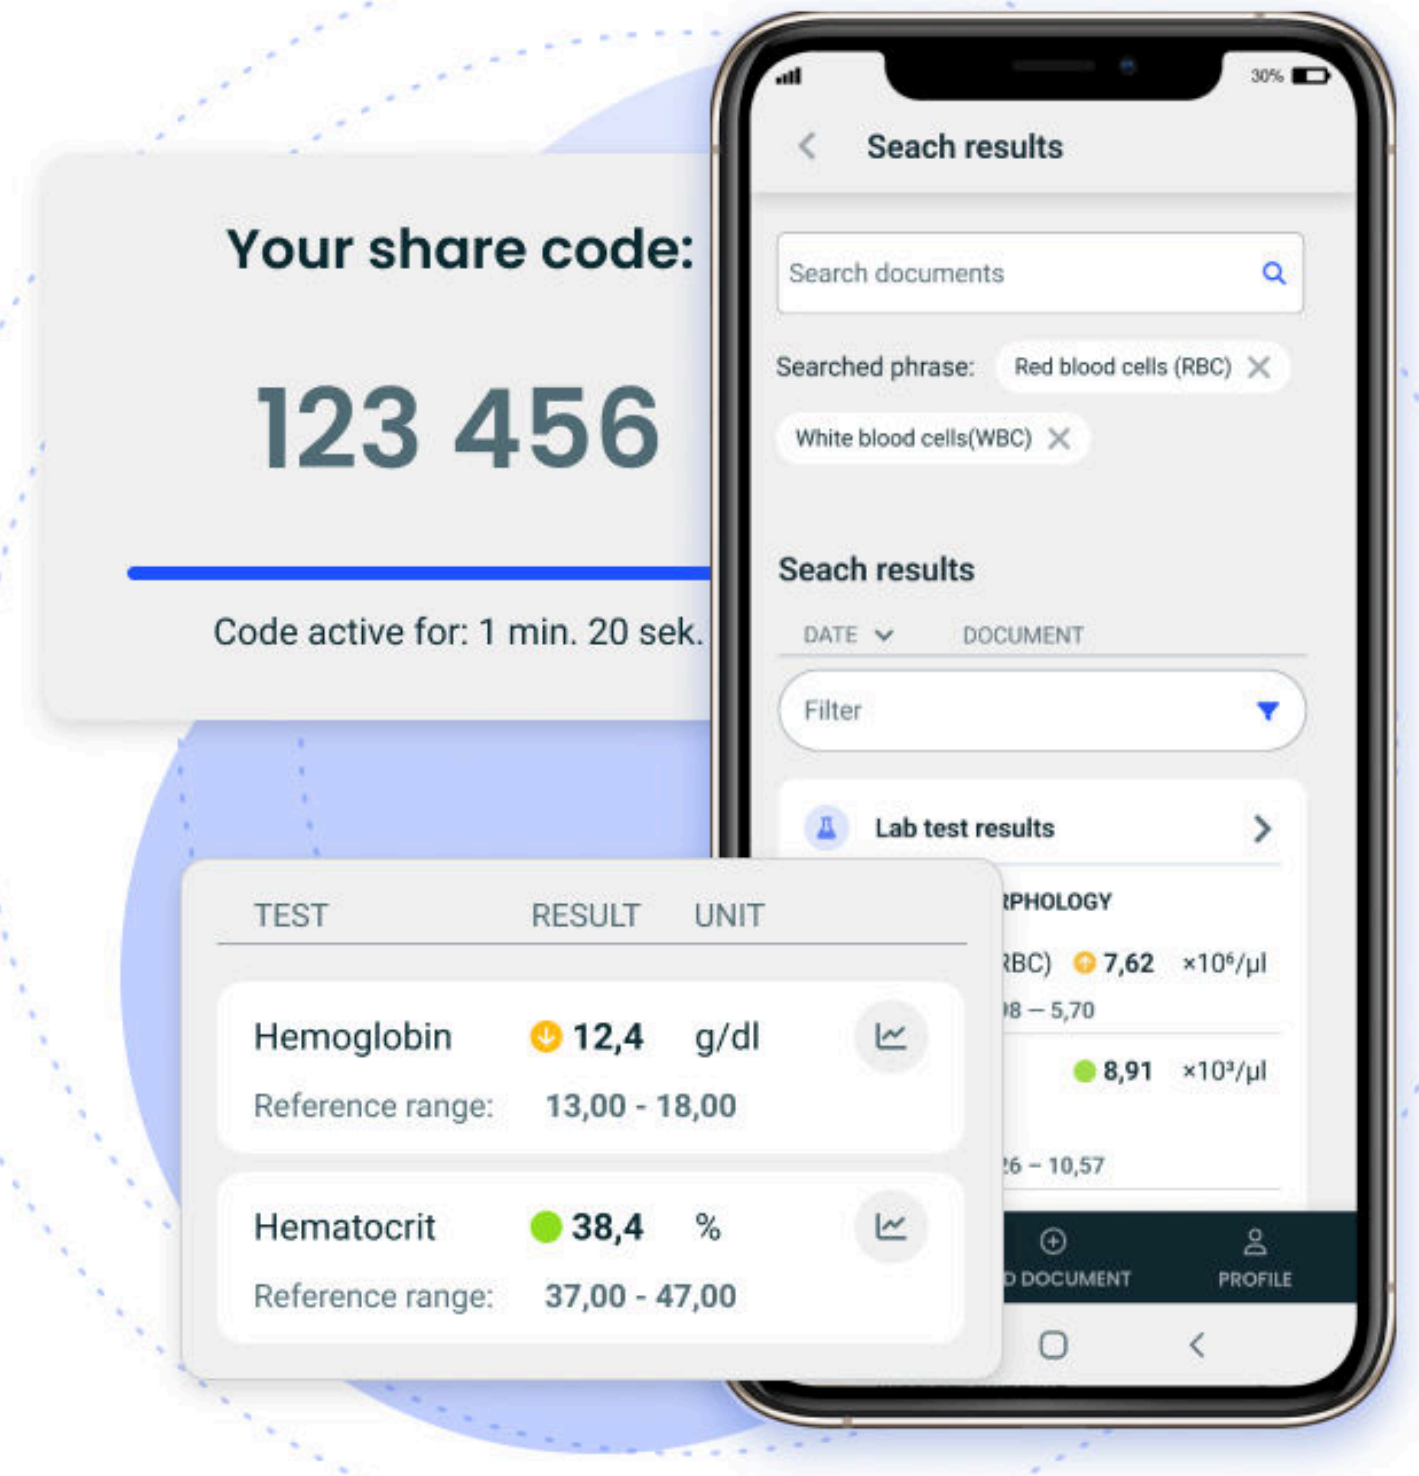 Your share code:
123 456
Code active for: 1 min. 20 sek.
30%
Seach results
Search documents
Searched phrase: Red blood cells (RBC)
White blood cells(WBC)
Seach results
DATE DOCUMENT
Filter
Lab test results
RPHOLOGY
RBC) 7,62 ×10⁶/µl
98 – 5,70
8,91 ×10³/µl
26 – 10,57
D DOCUMENT PROFILE
TEST RESULT UNIT
Hemoglobin 12,4 g/dl
Reference range: 13,00 - 18,00
Hematocrit 38,4 %
Reference range: 37,00 - 47,00